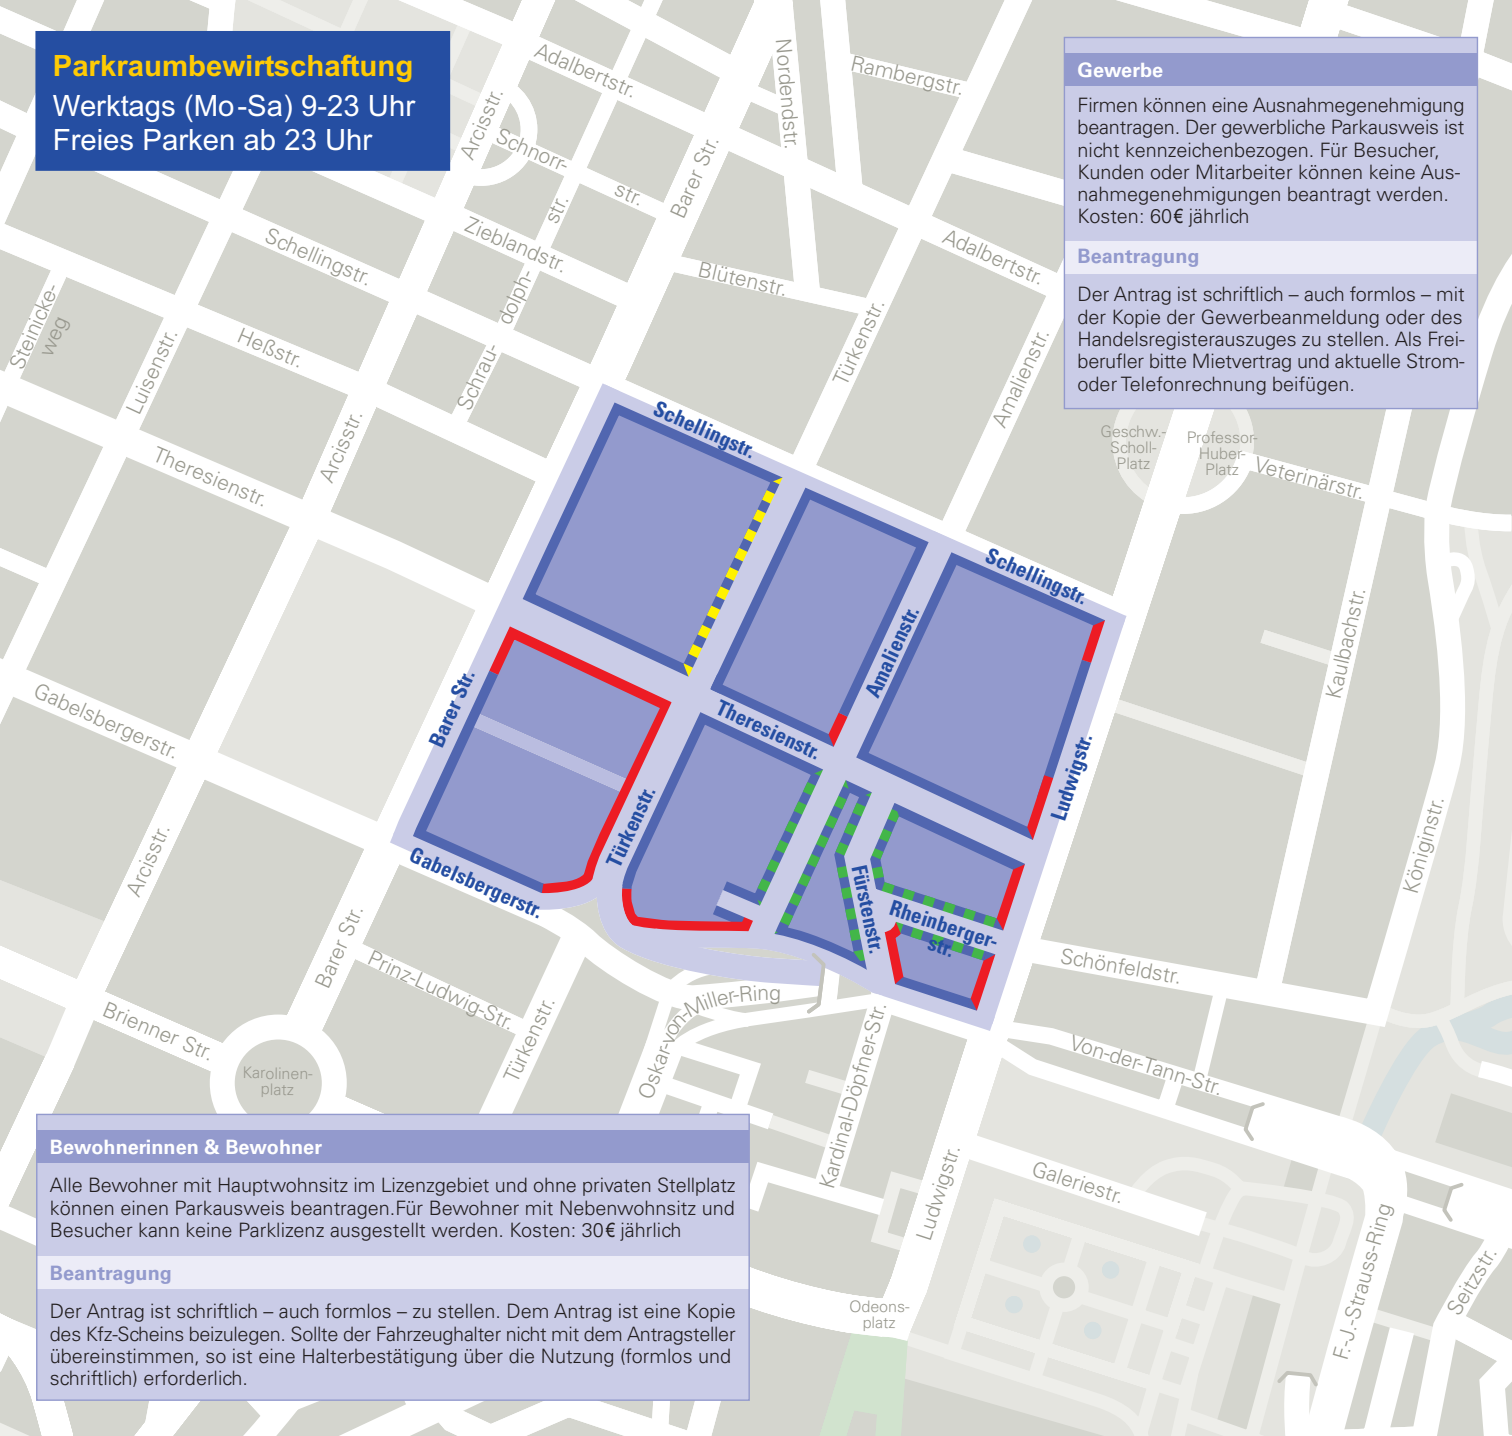 Parkraumbewirtschaftung
Werktags (Mo-Sa) 9-23 Uhr
Freies Parken ab 23 Uhr
Gewerbe
Firmen können eine Ausnahmegenehmigung
beantragen. Der gewerbliche Parkausweis ist
nicht kennzeichenbezogen. Für Besucher,
Kunden oder Mitarbeiter können keine Aus-
nahmegenehmigungen beantragt werden.
Kosten: 60€ jährlich
Beantragung
Der Antrag ist schriftlich – auch formlos – mit
der Kopie der Gewerbeanmeldung oder des
Handelsregisterauszuges zu stellen. Als Frei-
berufler bitte Mietvertrag und aktuelle Strom-
oder Telefonrechnung beifügen.
Adalbertstr.
Nordendstr.
Rambergstr.
Arcisstr.
Schnorr-
str.
Barer Str.
str.
Zieblandstr.
Schellingstr.
Blütenstr.
Adalbertstr.
dolph-
Steinicke-
weg
Luisenstr.
Heßstr.
Schrau-
Türkenstr.
Amalienstr.
Arcisstr.
Theresienstr.
Schellingstr.
Geschw.-
Scholl-
Platz
Professor-
Huber-
Platz
Veterinärstr.
Schellingstr.
Amalienstr.
Kaulbachstr.
Gabelsbergerstr.
Barer Str.
Theresienstr.
Ludwigstr.
Türkenstr.
Königinstr.
Arcisstr.
Gabelsbergerstr.
Fürstenstr.
Rheinberger-
str.
Barer Str.
Prinz-Ludwig-Str.
Schönfeldstr.
Brienner Str.
Türkenstr.
Oskar-von-Miller-Ring
Kardinal-Döpfner-Str.
Von-der-Tann-Str.
Karolinen-
platz
Ludwigstr.
Galeriestr.
F.-J.-Strauss-Ring
Seitzstr.
Odeons-
platz
Bewohnerinnen & Bewohner
Alle Bewohner mit Hauptwohnsitz im Lizenzgebiet und ohne privaten Stellplatz
können einen Parkausweis beantragen.Für Bewohner mit Nebenwohnsitz und
Besucher kann keine Parklizenz ausgestellt werden. Kosten: 30€ jährlich
Beantragung
Der Antrag ist schriftlich – auch formlos – zu stellen. Dem Antrag ist eine Kopie
des Kfz-Scheins beizulegen. Sollte der Fahrzeughalter nicht mit dem Antragsteller
übereinstimmen, so ist eine Halterbestätigung über die Nutzung (formlos und
schriftlich) erforderlich.